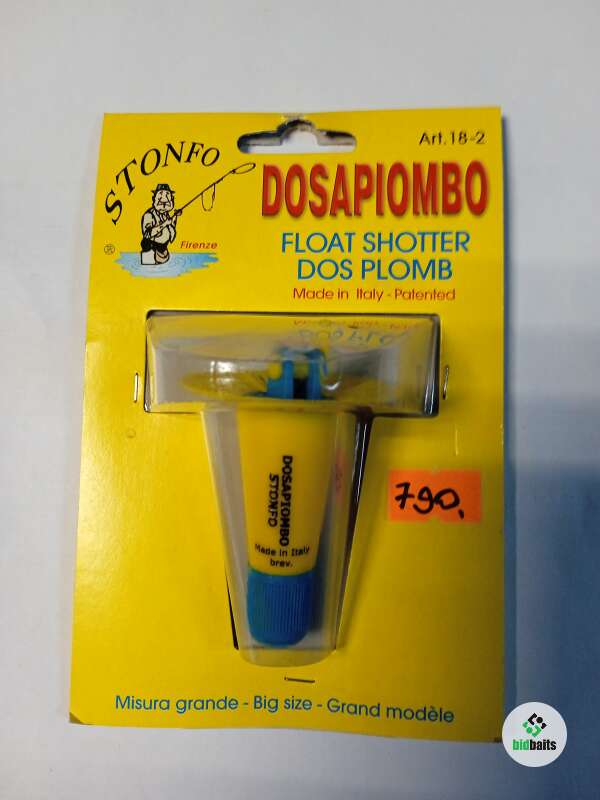 Art. 18-2
STONFO
Firenze
®
DOSAPIOMBO
FLOAT SHOTTER
DOS PLOMB
Made in Italy - Patented
DOSAPIOMBO
STONFO
Made in Italy
brev.
790,
Misura grande - Big size - Grand modèle
bidbaits